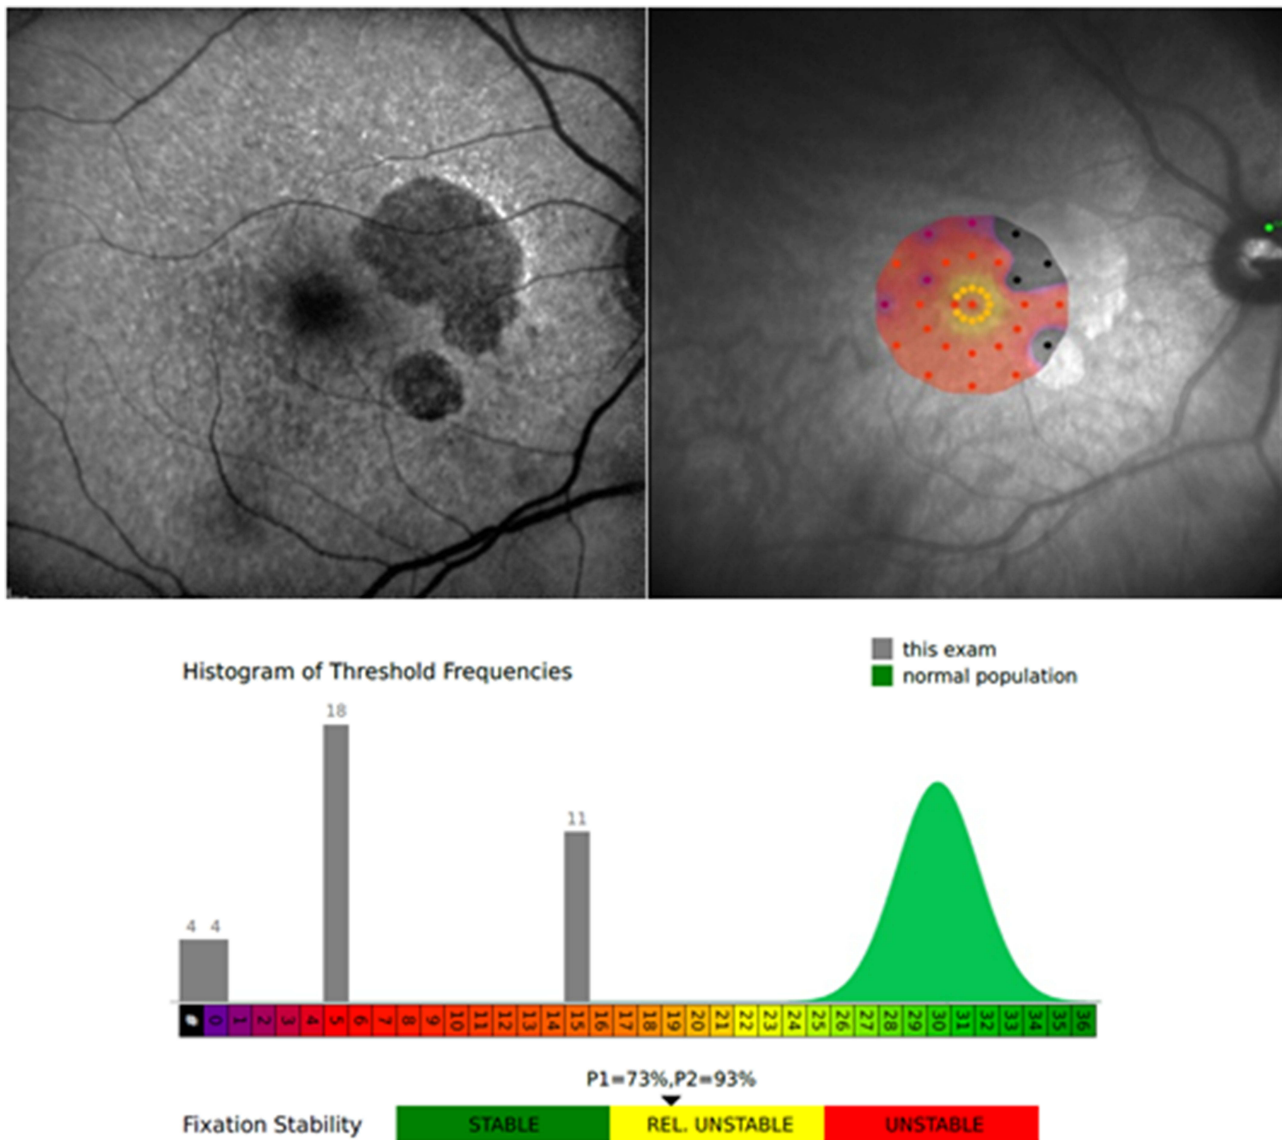 Histogram of Threshold Frequencies
this exam
normal population
18
11
4 4
# 0 1 2 3 4 5 6 7 8 9 10 11 12 13 14 15 16 17 18 19 20 21 22 23 24 25 26 27 28 29 30 31 32 33 34 35 36
P1=73%,P2=93%
Fixation Stability STABLE REL. UNSTABLE UNSTABLE